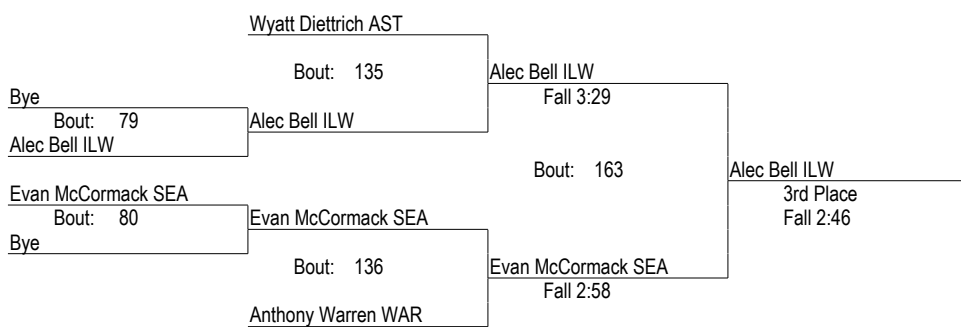 Wyatt Diettrich AST
Bout: 135
Alec Bell ILW
Fall 3:29
Bye
Bout: 79
Alec Bell ILW
Alec Bell ILW
Bout: 163
Alec Bell ILW
3rd Place
Fall 2:46
Evan McCormack SEA
Bout: 80
Evan McCormack SEA
Bye
Bout: 136
Evan McCormack SEA
Fall 2:58
Anthony Warren WAR